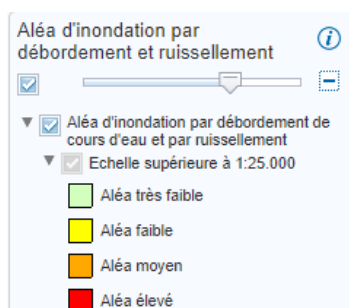 Aléa d'inondation par
débordement et ruissellement
i
Aléa d'inondation par débordement de
cours d'eau et par ruissellement
Echelle supérieure à 1:25.000
Aléa très faible
Aléa faible
Aléa moyen
Aléa élevé